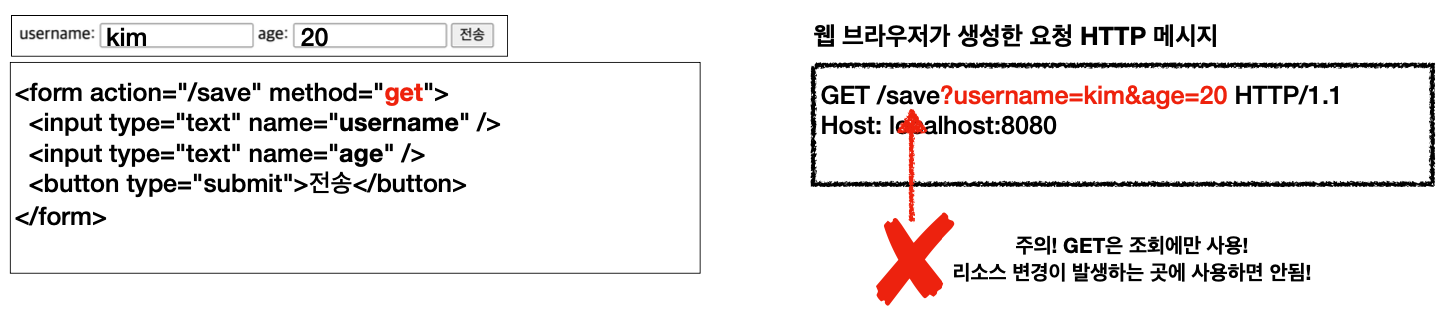 username: kim age: 20 전송
<form action="/save" method="get">
<input type="text" name="username" />
<input type="text" name="age" />
<button type="submit">전송</button>
</form>
웹 브라우저가 생성한 요청 HTTP 메시지
GET /save?username=kim&age=20 HTTP/1.1
Host: localhost:8080
주의! GET은 조회에만 사용!
리소스 변경이 발생하는 곳에 사용하면 안됨!